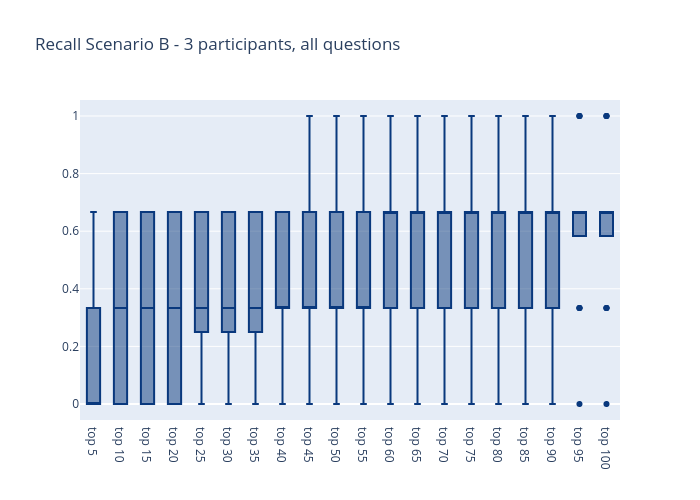 Recall Scenario B - 3 participants, all questions
1
0.8
0.6
0.4
0.2
0
top 5
top 10
top 15
top 20
top 25
top 30
top 35
top 40
top 45
top 50
top 55
top 60
top 65
top 70
top 75
top 80
top 85
top 90
top 95
top 100